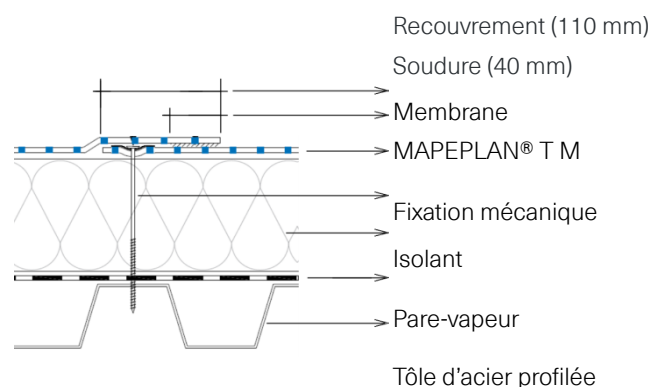 Recouvrement (110 mm)
Soudure (40 mm)
Membrane
MAPEPLAN® T M
Fixation mécanique
Isolant
Pare-vapeur
Tôle d'acier profilée